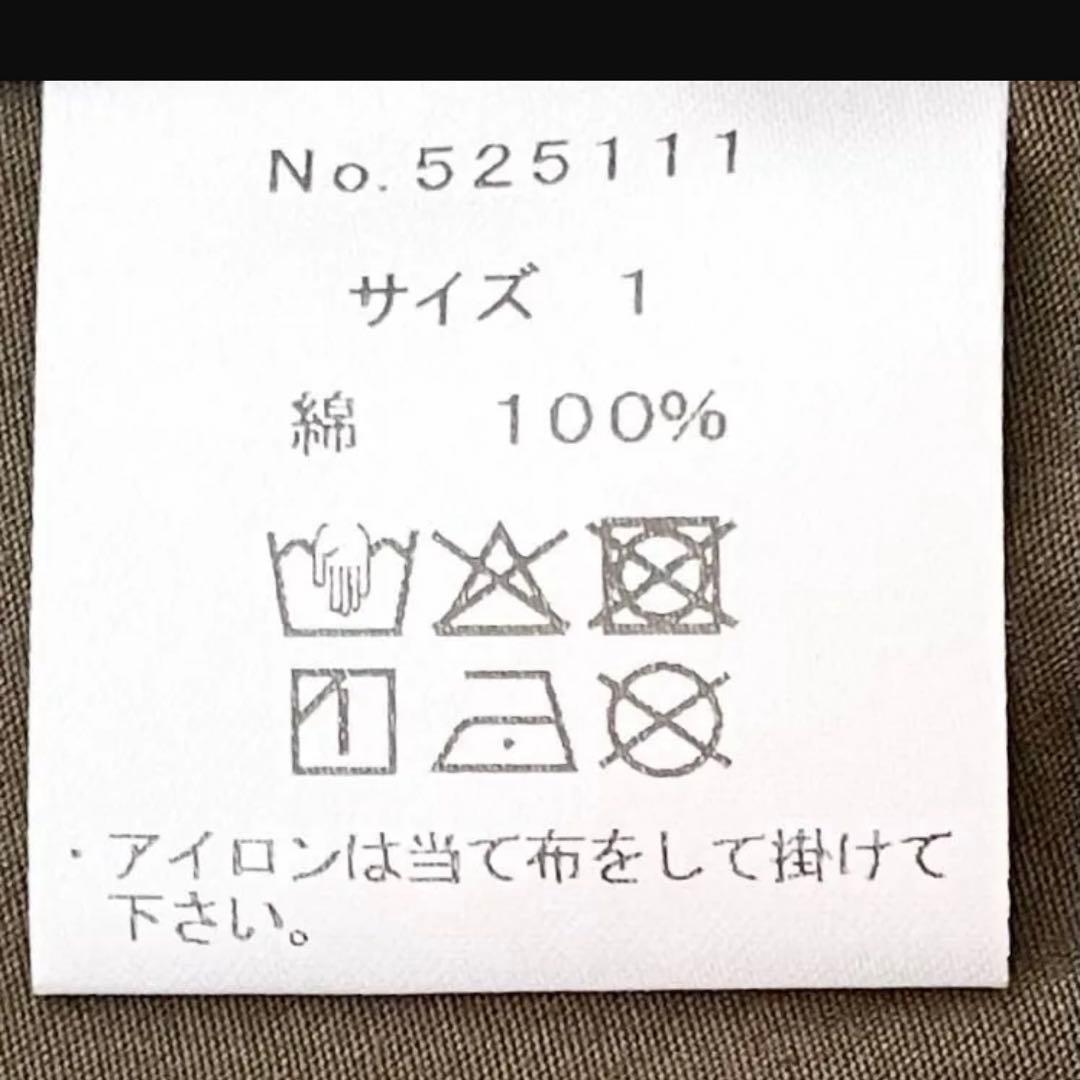 No.525111
サイズ 1
綿 100%
・アイロンは当て布をして掛けて
下さい。